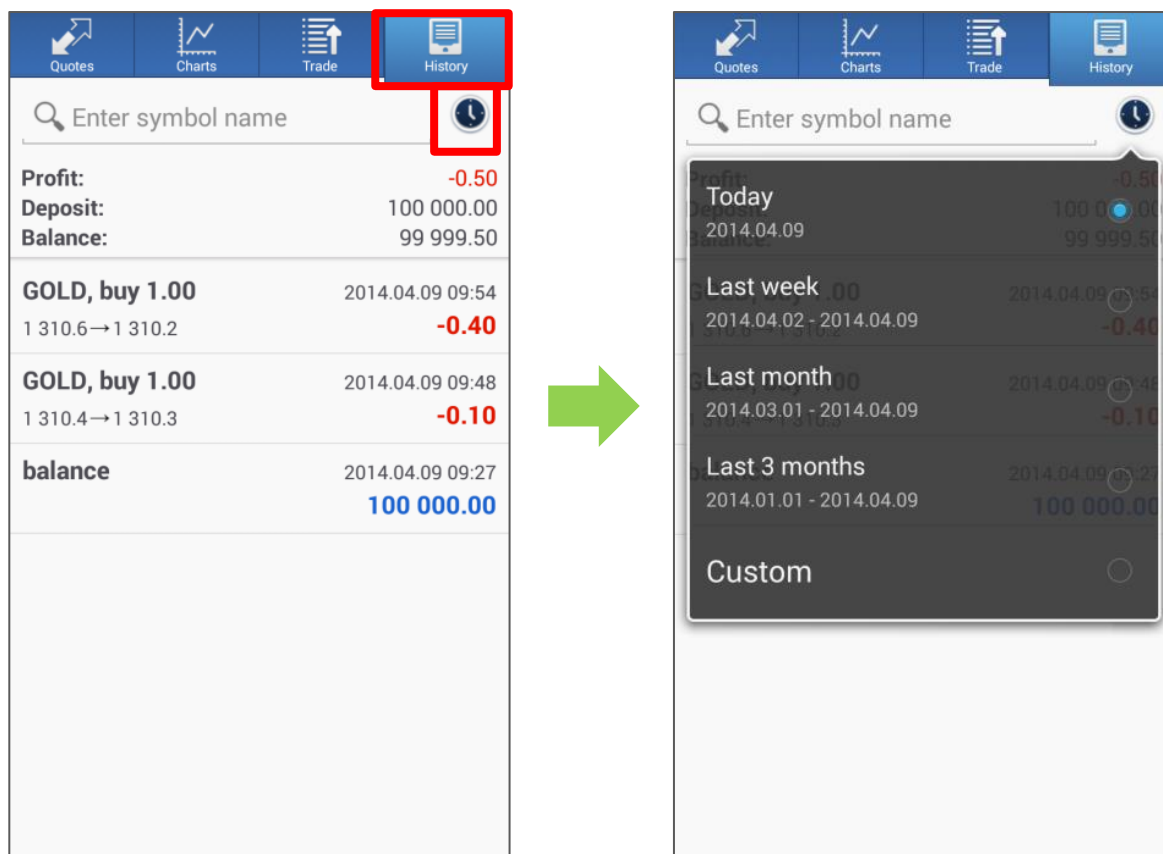 Quotes Charts Trade History
Enter symbol name
Profit: -0.50
Deposit: 100 000.00
Balance: 99 999.50
GOLD, buy 1.00 2014.04.09 09:54
1 310.6→1 310.2 -0.40
GOLD, buy 1.00 2014.04.09 09:48
1 310.4→1 310.3 -0.10
balance 2014.04.09 09:27
100 000.00
Quotes Charts Trade History
Enter symbol name
Today
2014.04.09
Last week
2014.04.02 - 2014.04.09
Last month
2014.03.01 - 2014.04.09
Last 3 months
2014.01.01 - 2014.04.09
Custom